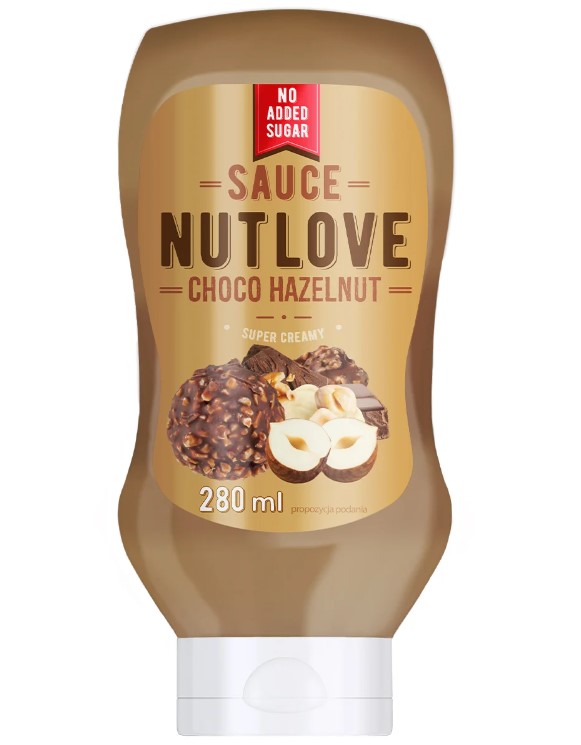 NO
ADDED
SUGAR
SAUCE
NUTLOVE
CHOCO HAZELNUT
SUPER CREAMY
280 ml propozycja podania